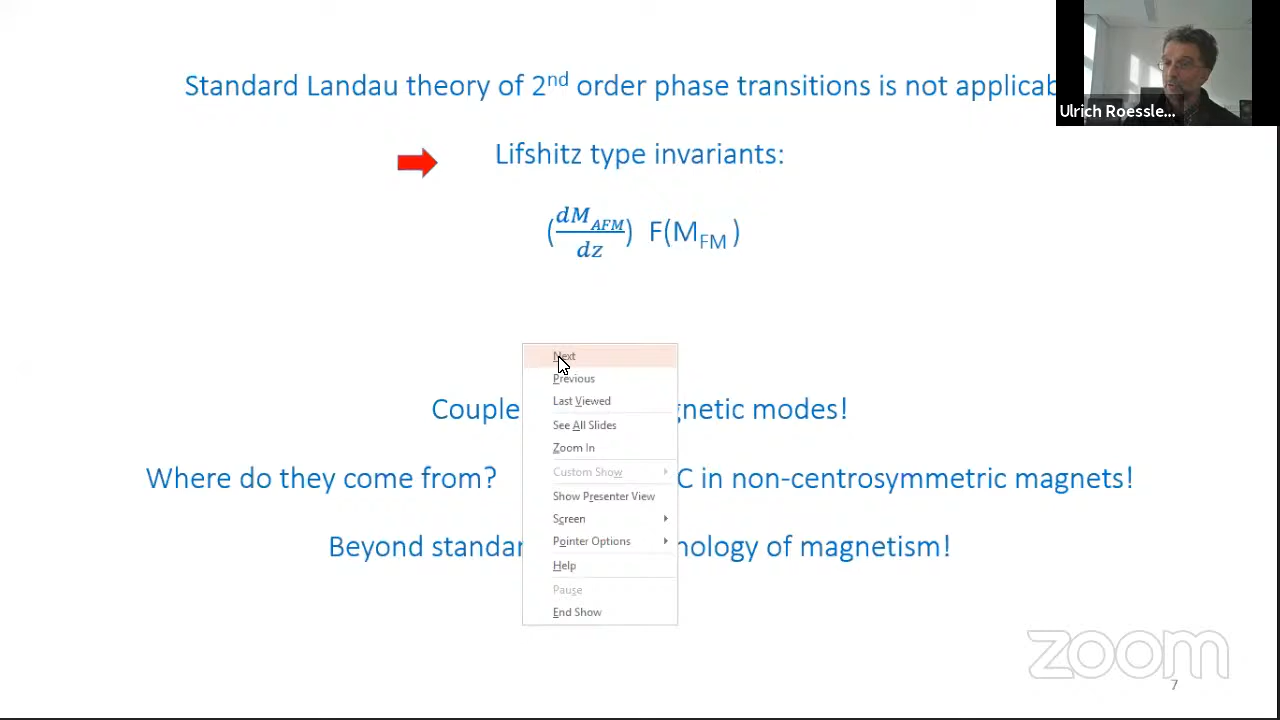 Standard Landau theory of 2nd order phase transitions is not applicab
Ulrich Roessle...
Lifshitz type invariants:
(dM_AFM/dz) F(M_FM)
Next
Previous
Last Viewed
See All Slides
Zoom In
Custom Show
Show Presenter View
Screen
Pointer Options
Help
Pause
End Show
Couple gnetic modes!
Where do they come from? C in non-centrosymmetric magnets!
Beyond standar nology of magnetism!
zoom
7